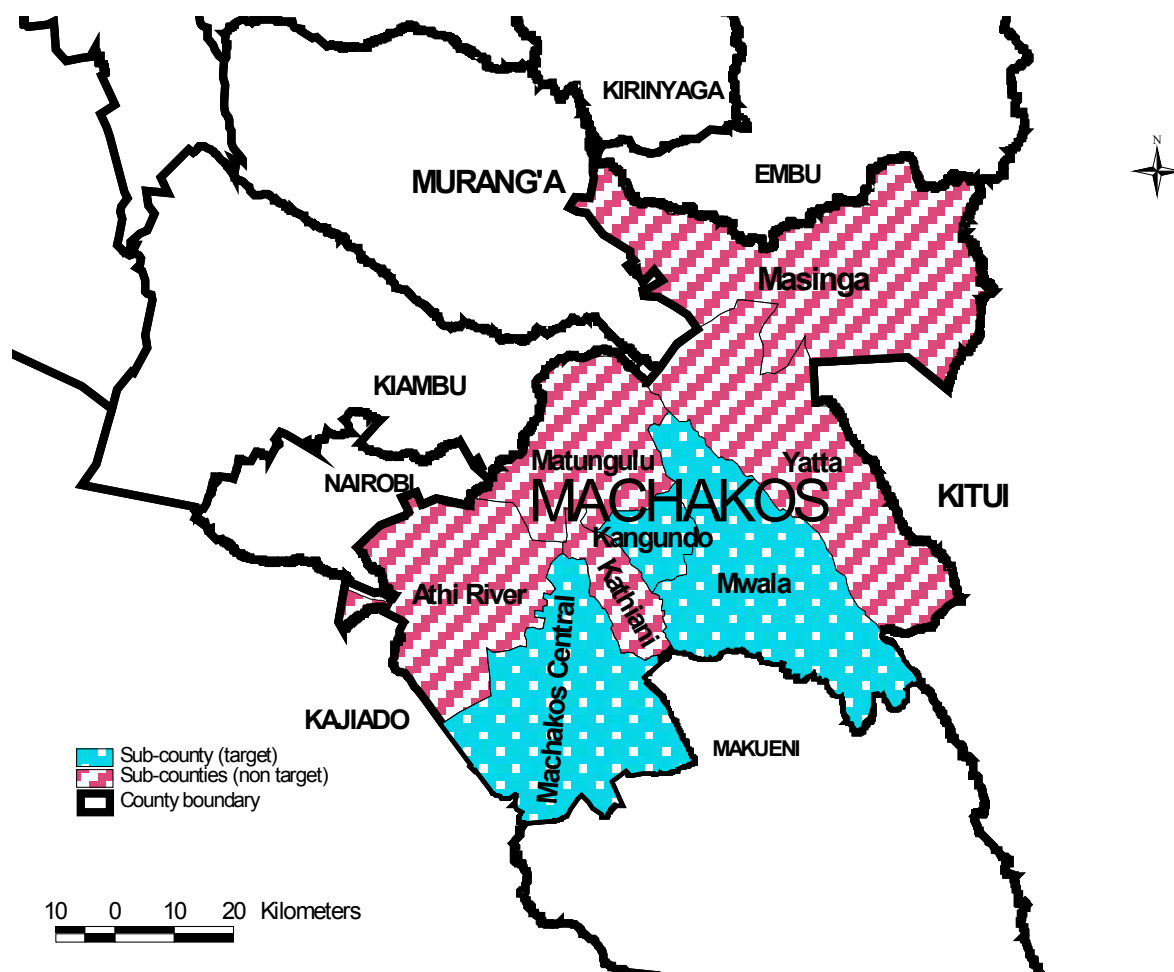 KIRINYAGA
N
EMBU
MURANG'A
Masinga
KIAMBU
Matungulu
Yatta
NAIROBI
MACHAKOS
KITUI
Kangundo
Kathiani
Mwala
Athi River
Machakos Central
KAJIADO
MAKUENI
Sub-county (target)
Sub-counties (non target)
County boundary
10 0 10 20 Kilometers